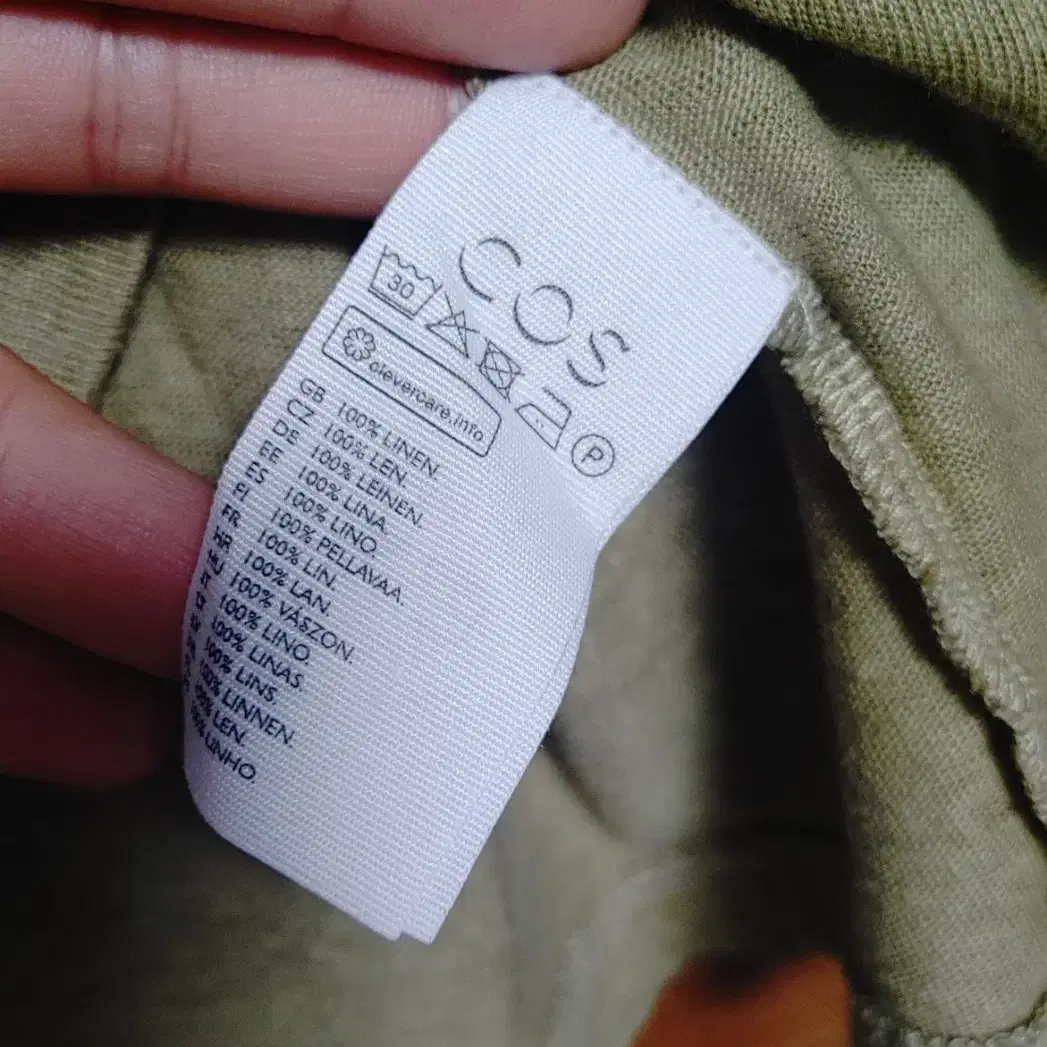 COS
30
P
clevercare.info
GB 100% LINEN.
CZ 100% LEN.
DE 100% LEINEN.
EE 100% LINA.
ES 100% LINO.
FI 100% PELLAVAA.
FR 100% LIN.
HR 100% LAN.
HU 100% VÁSZON.
IT 100% LINO.
100% LINAS.
100% LINS.
100% LINNEN.
100% LEN.
100% LINHO.